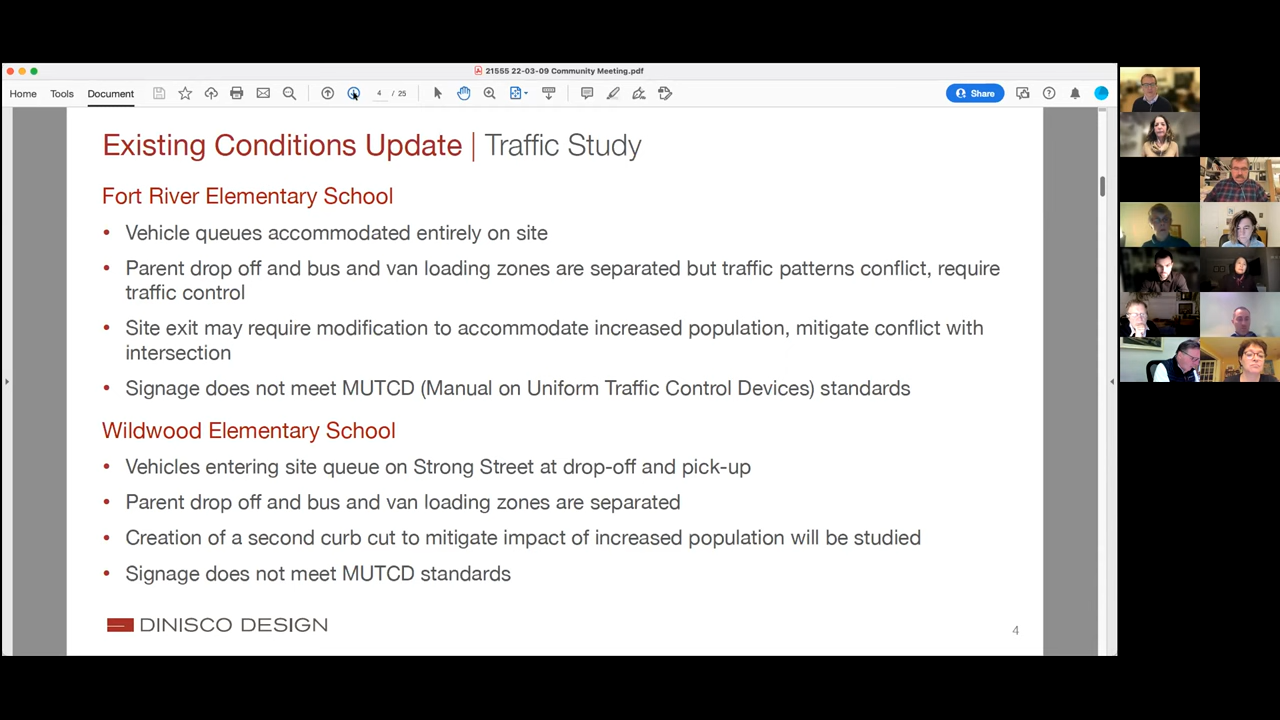 21555 22-03-09 Community Meeting.pdf
Home Tools Document 4 / 25 Share
Existing Conditions Update | Traffic Study
Fort River Elementary School
• Vehicle queues accommodated entirely on site
• Parent drop off and bus and van loading zones are separated but traffic patterns conflict, require
traffic control
• Site exit may require modification to accommodate increased population, mitigate conflict with
intersection
• Signage does not meet MUTCD (Manual on Uniform Traffic Control Devices) standards
Wildwood Elementary School
• Vehicles entering site queue on Strong Street at drop-off and pick-up
• Parent drop off and bus and van loading zones are separated
• Creation of a second curb cut to mitigate impact of increased population will be studied
• Signage does not meet MUTCD standards
DINISCO DESIGN
4